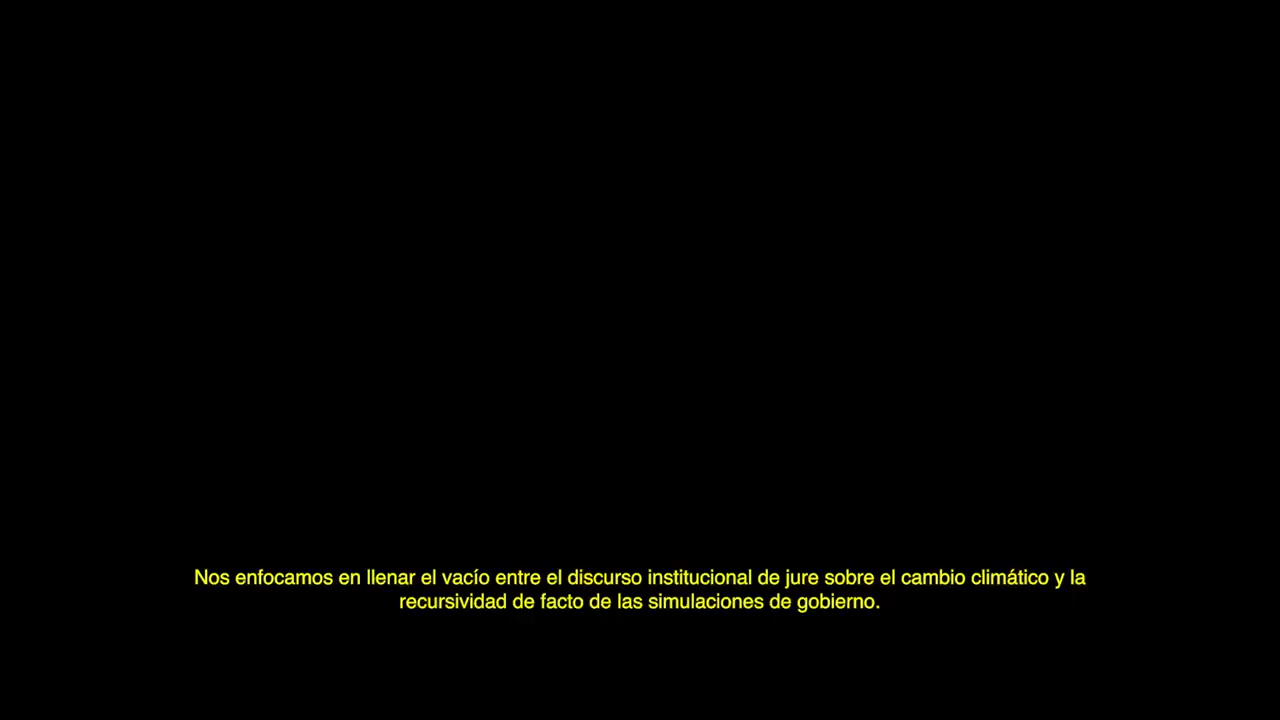 Nos enfocamos en llenar el vacío entre el discurso institucional de jure sobre el cambio climático y la
recursividad de facto de las simulaciones de gobierno.